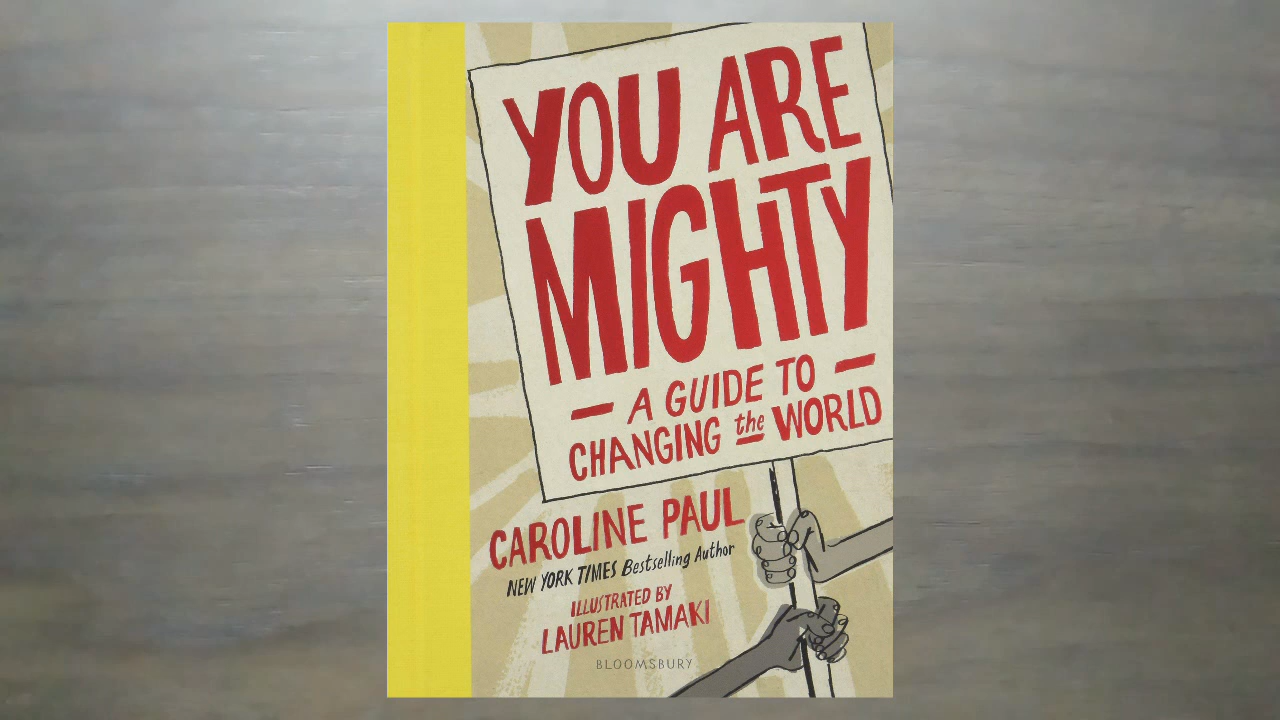 YOU ARE
MIGHTY
— A GUIDE TO —
CHANGING the WORLD
CAROLINE PAUL
NEW YORK TIMES Bestselling Author
ILLUSTRATED BY
LAUREN TAMAKI
BLOOMSBURY